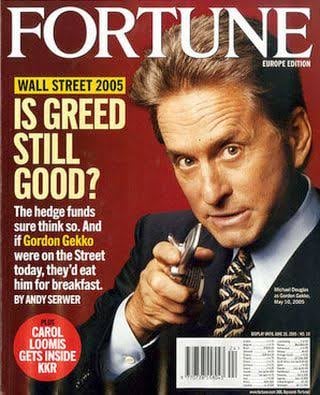 FORTUNE
EUROPE EDITION
WALL STREET 2005
IS GREED
STILL
GOOD?
The hedge funds
sure think so. And
if Gordon Gekko
were on the Street
today, they'd eat
him for breakfast.
BY ANDY SERWER
PLUS
CAROL
LOOMIS
GETS INSIDE
KKR
Michael Douglas
as Gordon Gekko,
May 10, 2005